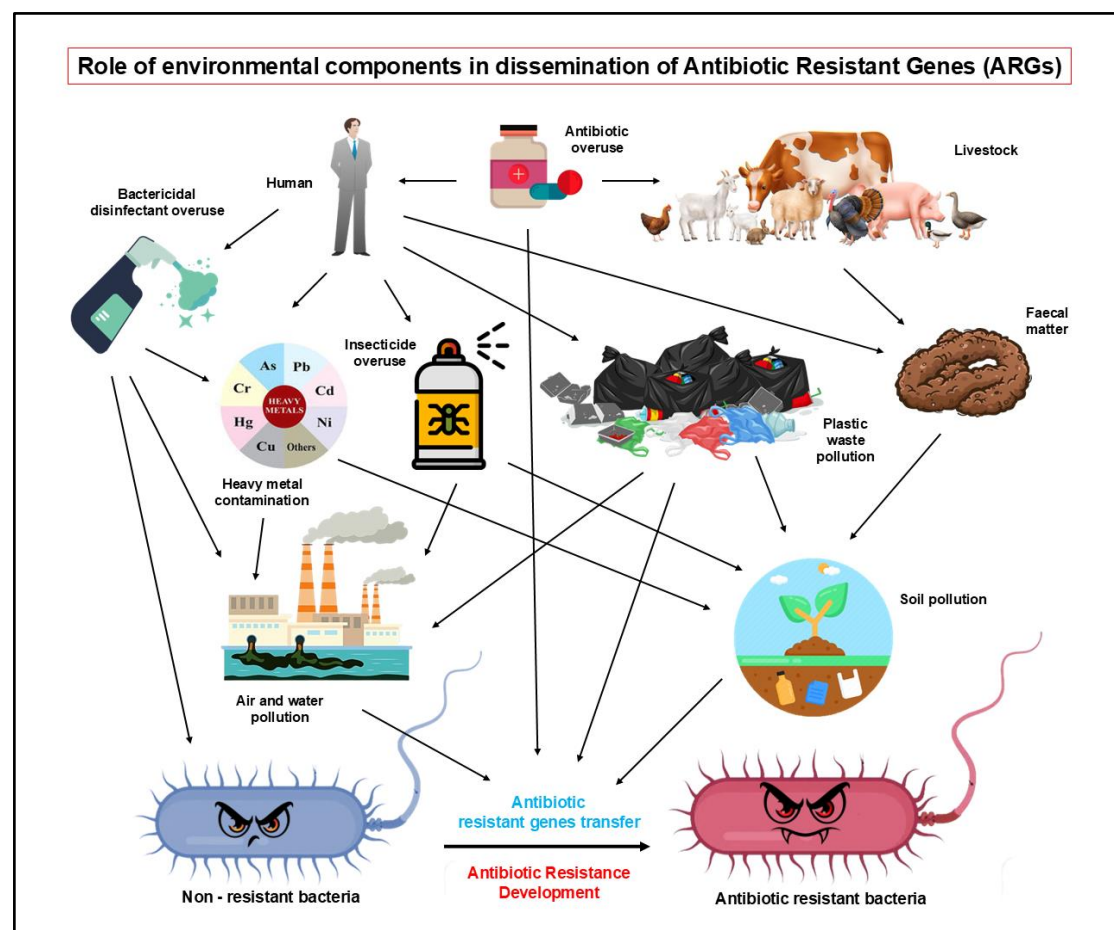 Role of environmental components in dissemination of Antibiotic Resistant Genes (ARGs)
Antibiotic
overuse
Livestock
Human
Bactericidal
disinfectant overuse
Insecticide
overuse
Faecal
matter
As
Pb
Cr
Cd
HEAVY
METALS
Hg
Ni
Cu
Others
Plastic
waste
pollution
Heavy metal
contamination
Soil pollution
Air and water
pollution
Antibiotic
resistant genes transfer
Antibiotic Resistance
Development
Non - resistant bacteria
Antibiotic resistant bacteria